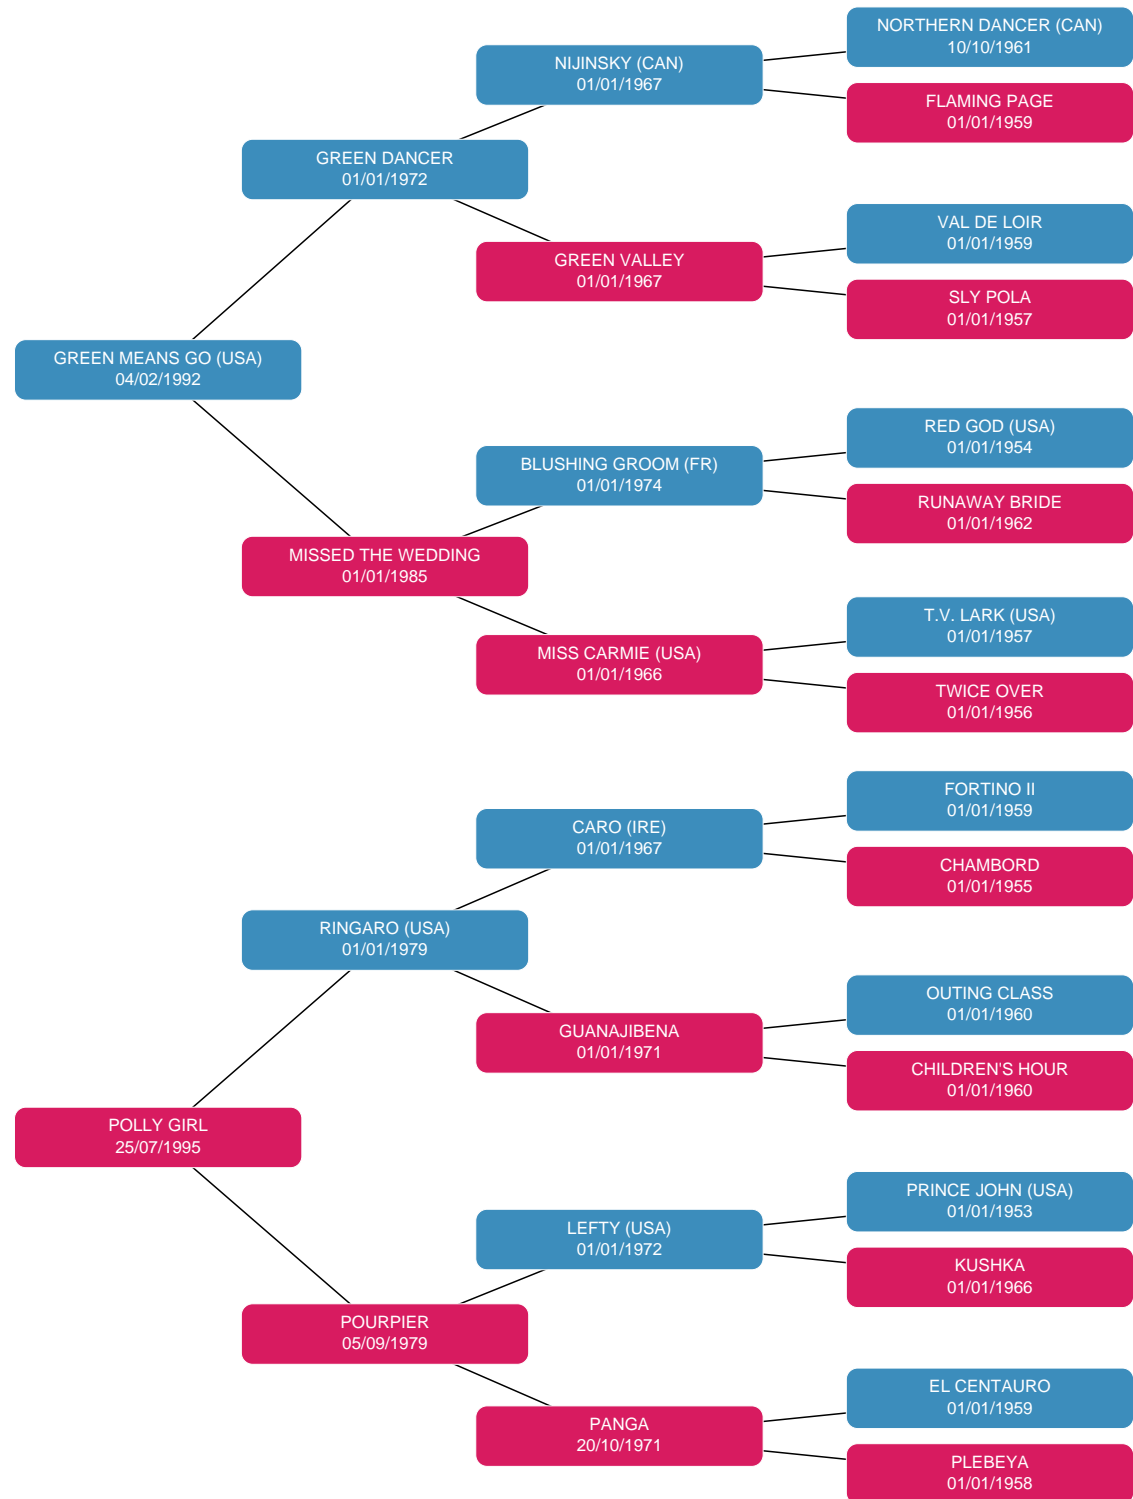 NORTHERN DANCER (CAN)
10/10/1961
NIJINSKY (CAN)
01/01/1967
FLAMING PAGE
01/01/1959
GREEN DANCER
01/01/1972
VAL DE LOIR
01/01/1959
GREEN VALLEY
01/01/1967
SLY POLA
01/01/1957
GREEN MEANS GO (USA)
04/02/1992
RED GOD (USA)
01/01/1954
BLUSHING GROOM (FR)
01/01/1974
RUNAWAY BRIDE
01/01/1962
MISSED THE WEDDING
01/01/1985
T.V. LARK (USA)
01/01/1957
MISS CARMIE (USA)
01/01/1966
TWICE OVER
01/01/1956
FORTINO II
01/01/1959
CARO (IRE)
01/01/1967
CHAMBORD
01/01/1955
RINGARO (USA)
01/01/1979
OUTING CLASS
01/01/1960
GUANAJIBENA
01/01/1971
CHILDREN'S HOUR
01/01/1960
POLLY GIRL
25/07/1995
PRINCE JOHN (USA)
01/01/1953
LEFTY (USA)
01/01/1972
KUSHKA
01/01/1966
POURPIER
05/09/1979
EL CENTAURO
01/01/1959
PANGA
20/10/1971
PLEBEYA
01/01/1958